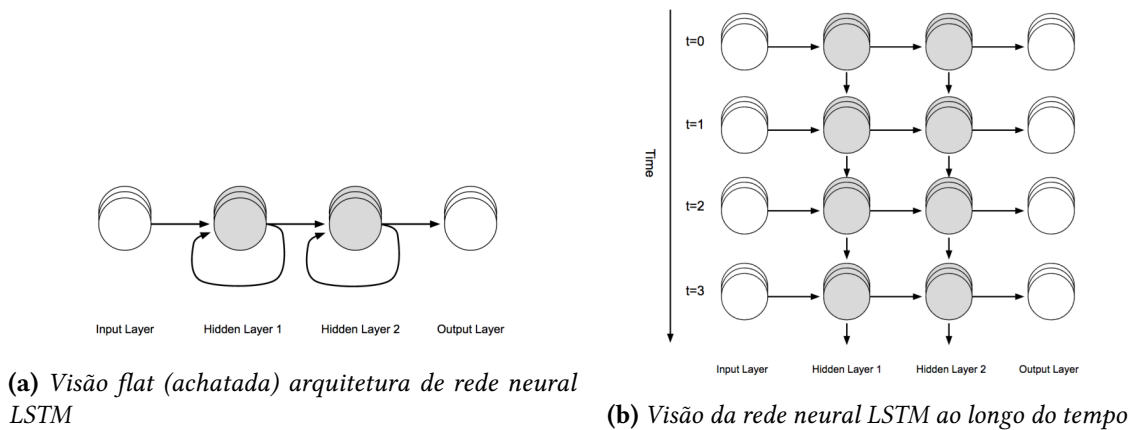 Input Layer Hidden Layer 1 Hidden Layer 2 Output Layer
(a) Visão flat (achatada) arquitetura de rede neural
LSTM
t=0
t=1
Time
t=2
t=3
Input Layer Hidden Layer 1 Hidden Layer 2 Output Layer
(b) Visão da rede neural LSTM ao longo do tempo